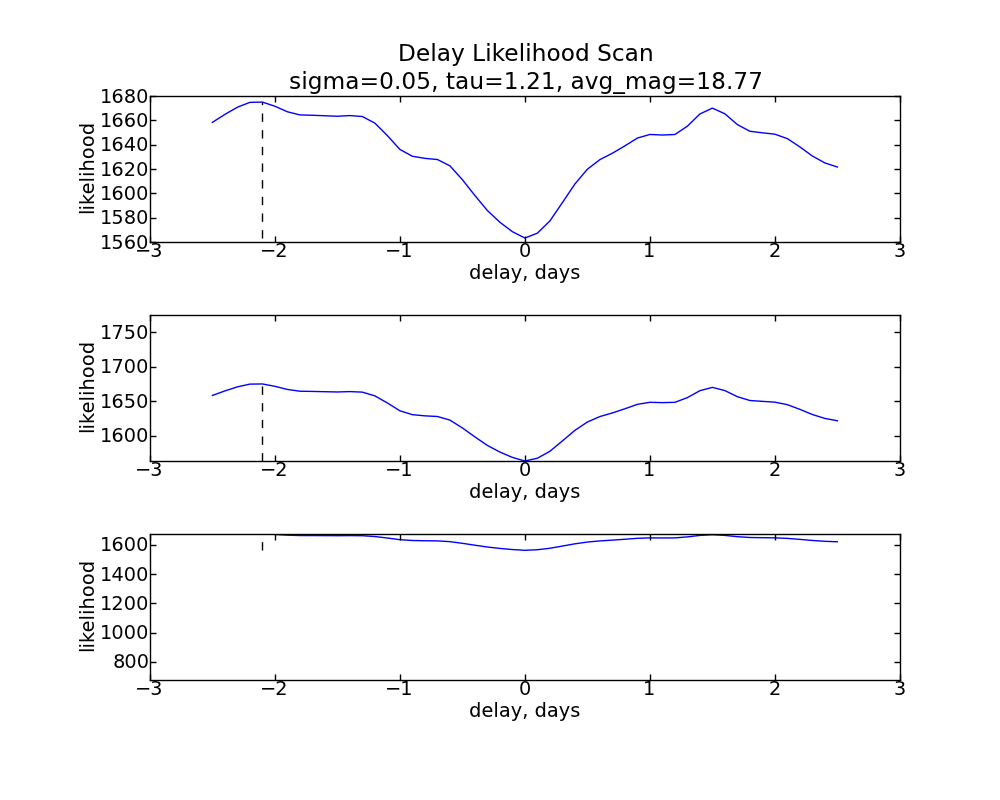 Delay Likelihood Scan
sigma=0.05, tau=1.21, avg_mag=18.77
1680
1660
1640
1620
1600
1580
1560
likelihood
−3 −2 −1 0 1 2 3
delay, days
1750
1700
1650
1600
likelihood
−3 −2 −1 0 1 2 3
delay, days
1600
1400
1200
1000
800
likelihood
−3 −2 −1 0 1 2 3
delay, days